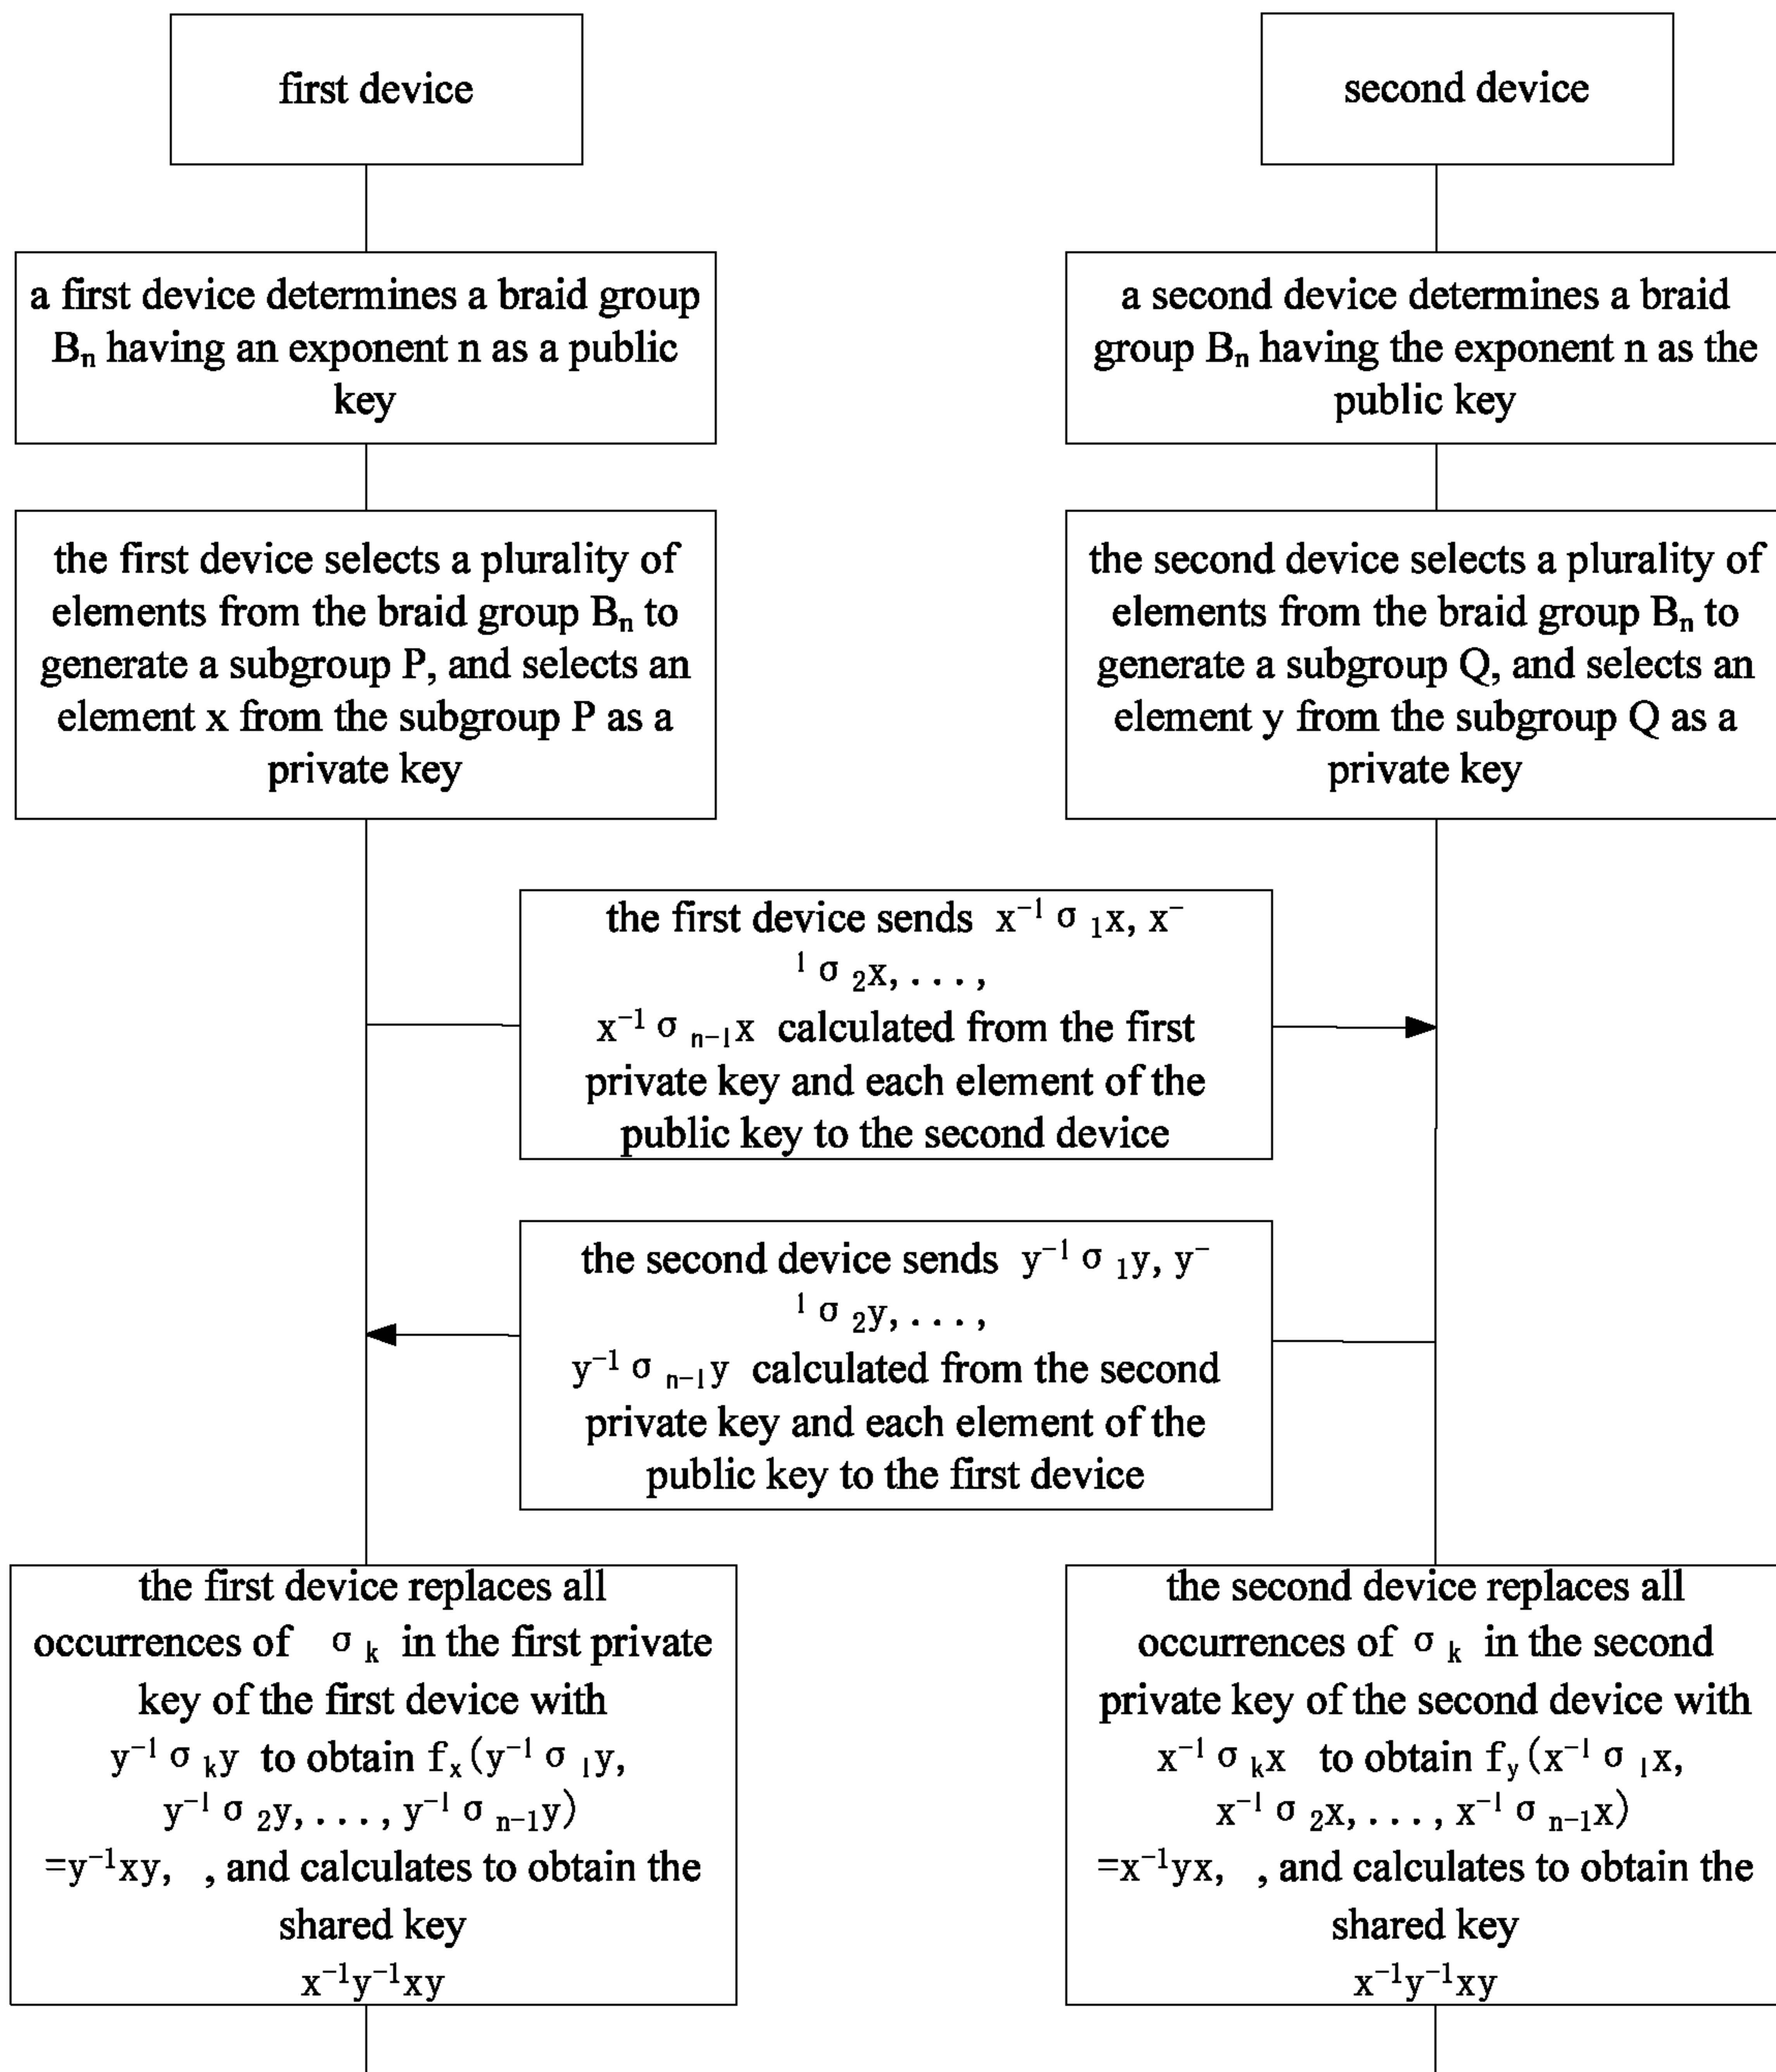 first device
second device
a first device determines a braid group
Bₙ having an exponent n as a public
key
a second device determines a braid
group Bₙ having the exponent n as the
public key
the first device selects a plurality of
elements from the braid group Bₙ to
generate a subgroup P, and selects an
element x from the subgroup P as a
private key
the second device selects a plurality of
elements from the braid group Bₙ to
generate a subgroup Q, and selects an
element y from the subgroup Q as a
private key
the first device sends x⁻¹σ₁x, x⁻
¹σ₂x, ...,
x⁻¹σₙ₋₁x calculated from the first
private key and each element of the
public key to the second device
the second device sends y⁻¹σ₁y, y⁻
¹σ₂y, ...,
y⁻¹σₙ₋₁y calculated from the second
private key and each element of the
public key to the first device
the first device replaces all
occurrences of σₖ in the first private
key of the first device with
y⁻¹σₖy to obtain fₓ(y⁻¹σ₁y,
y⁻¹σ₂y, ..., y⁻¹σₙ₋₁y)
=y⁻¹xy, , and calculates to obtain the
shared key
x⁻¹y⁻¹xy
the second device replaces all
occurrences of σₖ in the second
private key of the second device with
x⁻¹σₖx to obtain f_y(x⁻¹σ₁x,
x⁻¹σ₂x, ..., x⁻¹σₙ₋₁x)
=x⁻¹yx, , and calculates to obtain the
shared key
x⁻¹y⁻¹xy